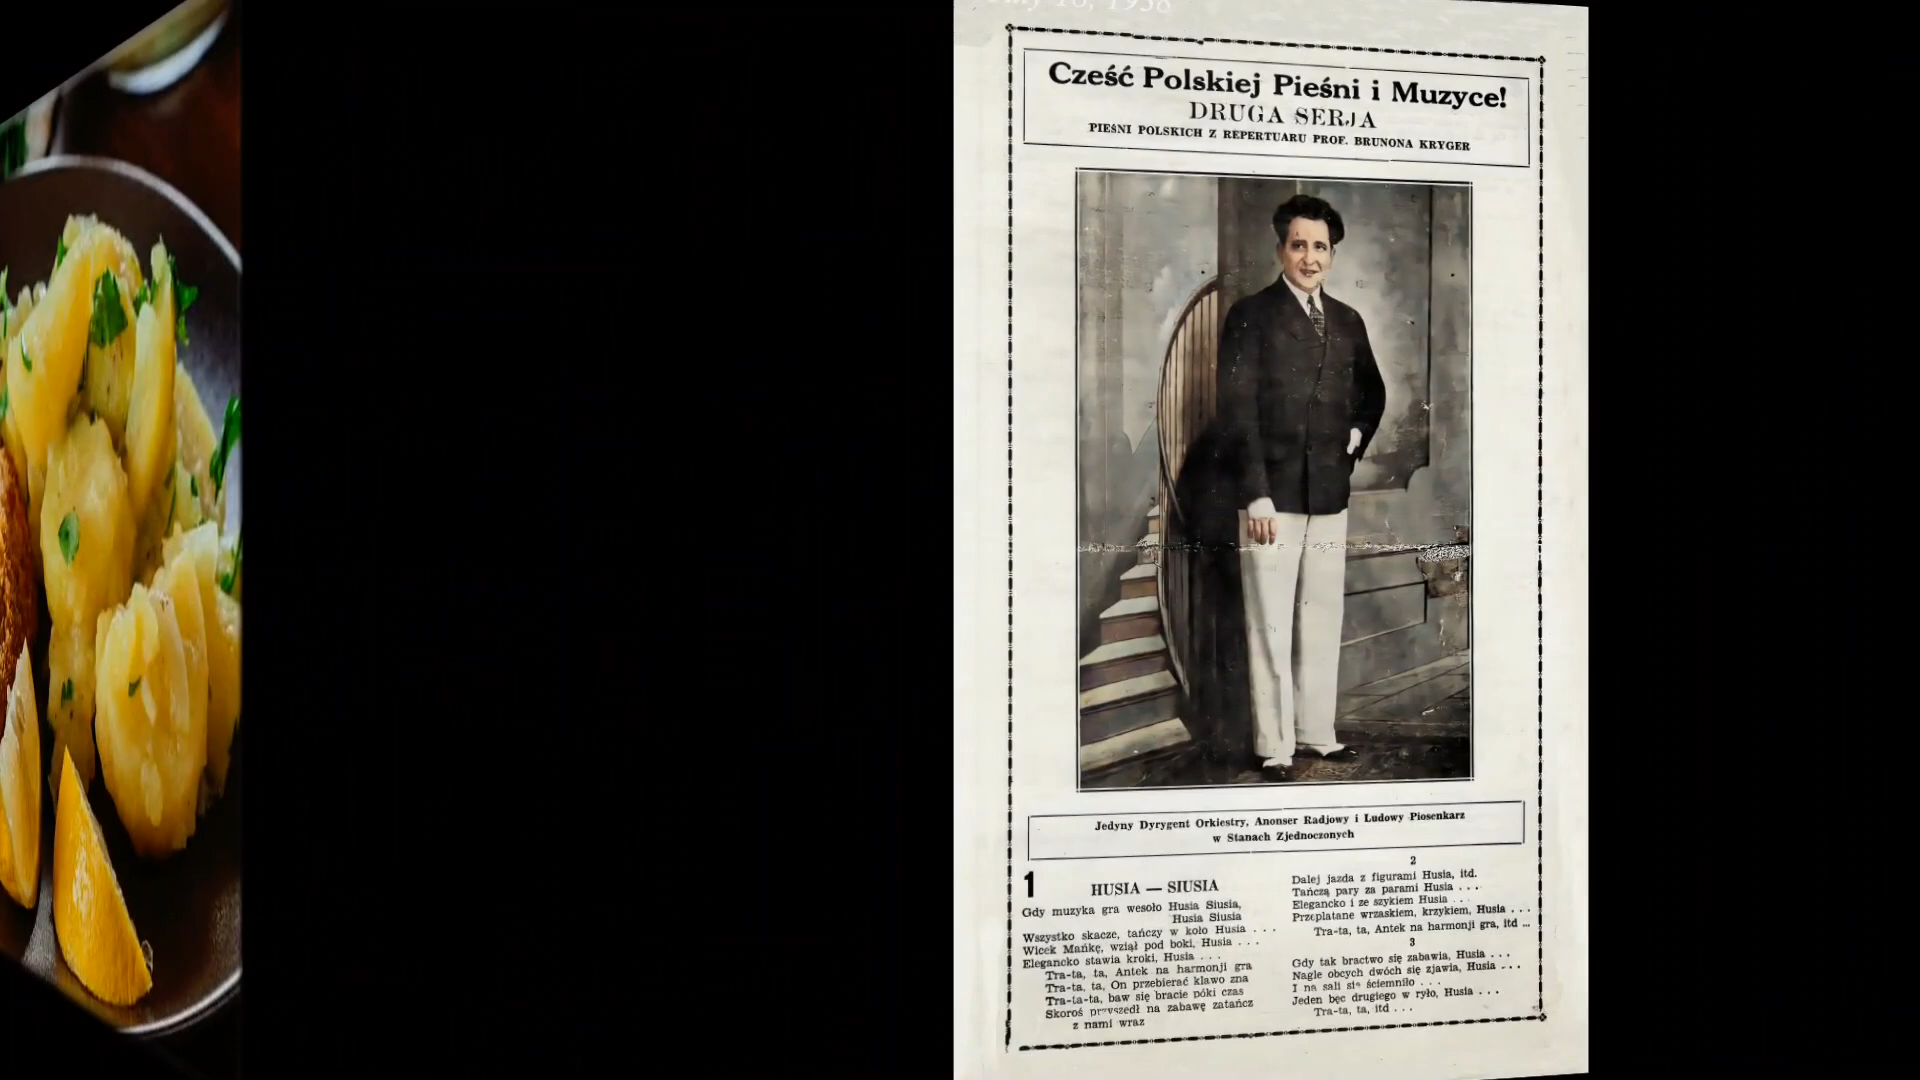 18, 1938
Cześć Polskiej Pieśni i Muzyce!
DRUGA SERJA
PIEŚNI POLSKICH Z REPERTUARU PROF. BRUNONA KRYGER
Jedyny Dyrygent Orkiestry, Anonser Radjowy i Ludowy Piosenkarz
w Stanach Zjednoczonych
1
HUSIA — SIUSIA
Gdy muzyka gra wesoło Husia Siusia,
Husia Siusia
Wszystko skacze, tańczy w koło Husia . . .
Wicek Mańkę, wziął pod boki, Husia . . .
Elegancko stawia kroki, Husia . . .
Tra-ta, ta, Antek na harmonji gra
Tra-ta, ta, On przebierać klawo zna
Tra-ta-ta, baw się bracie póki czas
Skoroś przyszedł na zabawę zatańcz
z nami wraz
2
Dalej jazda z figurami Husia, itd.
Tańczą pary za parami Husia . . .
Elegancko i ze szykiem Husia . . .
Przeplatane wrzaskiem, krzykiem, Husia . . .
Tra-ta, ta, Antek na harmonji gra, itd ...
3
Gdy tak bractwo się zabawia, Husia . . .
Nagle obcych dwóch się zjawia, Husia . . .
I na sali się ściemniło . . .
Jeden bęc drugiego w ryło, Husia . . .
Tra-ta, ta, itd . . .